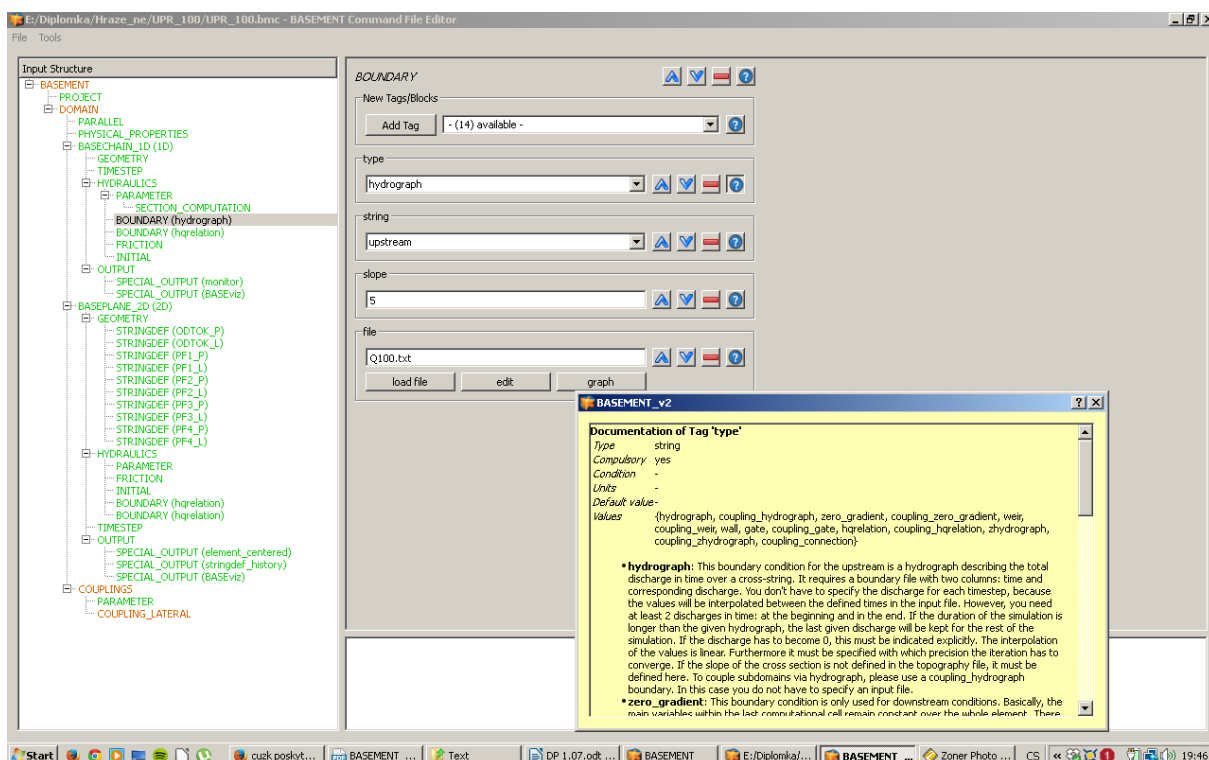 E:/Diplomka/Hraze_ne/UPR_100/UPR_100.bmc - BASEMENT Command File Editor
File Tools
Input Structure
BASEMENT
PROJECT
DOMAIN
PARALLEL
PHYSICAL_PROPERTIES
BASECHAIN_1D (1D)
GEOMETRY
TIMESTEP
HYDRAULICS
PARAMETER
SECTION_COMPUTATION
BOUNDARY (hydrograph)
BOUNDARY (hqrelation)
FRICTION
INITIAL
OUTPUT
SPECIAL_OUTPUT (monitor)
SPECIAL_OUTPUT (BASEviz)
BASEPLANE_2D (2D)
GEOMETRY
STRINGDEF (ODTOK_P)
STRINGDEF (ODTOK_L)
STRINGDEF (PF1_P)
STRINGDEF (PF1_L)
STRINGDEF (PF2_P)
STRINGDEF (PF2_L)
STRINGDEF (PF3_P)
STRINGDEF (PF3_L)
STRINGDEF (PF4_P)
STRINGDEF (PF4_L)
HYDRAULICS
PARAMETER
FRICTION
INITIAL
BOUNDARY (hqrelation)
BOUNDARY (hqrelation)
TIMESTEP
OUTPUT
SPECIAL_OUTPUT (element_centered)
SPECIAL_OUTPUT (stringdef_history)
SPECIAL_OUTPUT (BASEviz)
COUPLINGS
PARAMETER
COUPLING_LATERAL
BOUNDARY
New Tags/Blocks
Add Tag - (14) available -
type
hydrograph
string
upstream
slope
5
file
Q100.txt
load file edit graph
BASEMENT_v2
Documentation of Tag 'type'
Type string
Compulsory yes
Condition -
Units -
Default value -
Values {hydrograph, coupling_hydrograph, zero_gradient, coupling_zero_gradient, weir,
coupling_weir, wall, gate, coupling_gate, hqrelation, coupling_hqrelation, zhydrograph,
coupling_zhydrograph, coupling_connection}
• hydrograph: This boundary condition for the upstream is a hydrograph describing the total
discharge in time over a cross-string. It requires a boundary file with two columns: time and
corresponding discharge. You don't have to specify the discharge for each timestep, because
the values will be interpolated between the defined times in the input file. However, you need
at least 2 discharges in time: at the beginning and in the end. If the duration of the simulation is
longer than the given hydrograph, the last given discharge will be kept for the rest of the
simulation. If the discharge has to become 0, this must be indicated explicitly. The interpolation
of the values is linear. Furthermore it must be specified with which precision the iteration has to
converge. If the slope of the cross section is not defined in the topography file, it must be
defined here. To couple subdomains via hydrograph, please use a coupling_hydrograph
boundary. In this case you do not have to specify an input file.
• zero_gradient: This boundary condition is only used for downstream conditions. Basically, the
main variables within the last computational cell remain constant over the whole element. There
Start cuzk poskyt... BASEMENT ... Text DP 1.07.odt ... BASEMENT E:/Diplomka/... BASEMENT ... Zoner Photo ... CS 19:46